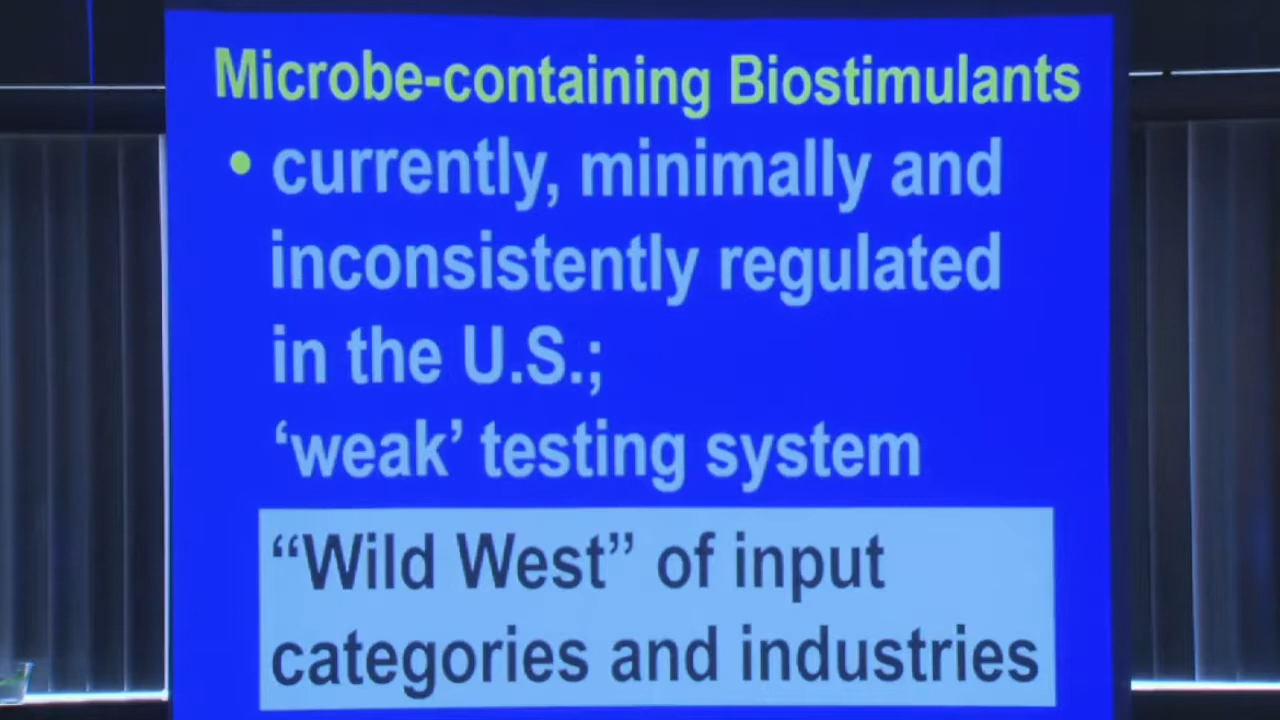 Microbe-containing Biostimulants
• currently, minimally and
inconsistently regulated
in the U.S.;
‘weak’ testing system
“Wild West” of input
categories and industries